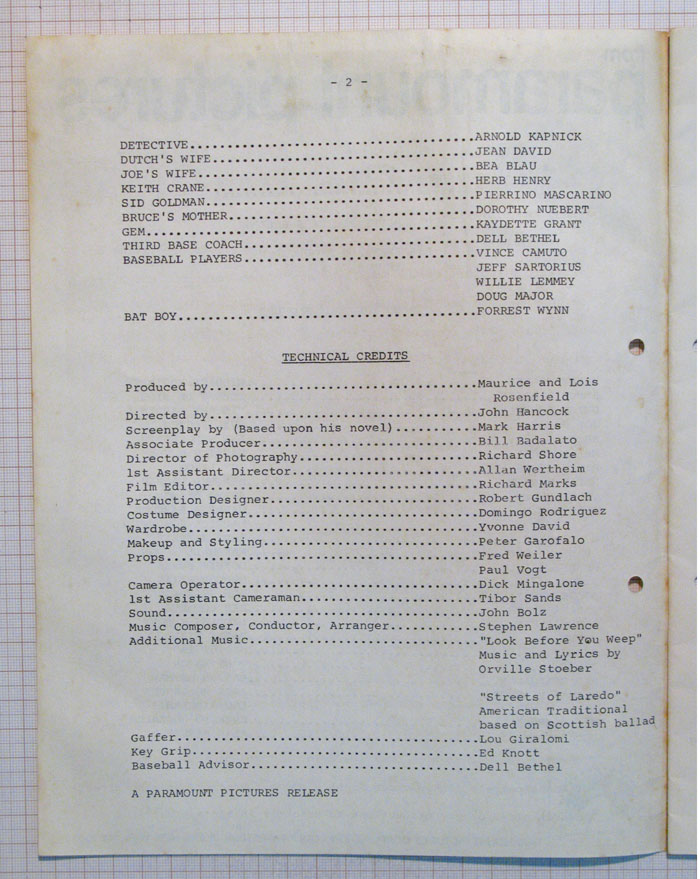 - 2 -
DETECTIVE......................................ARNOLD KAPNICK
DUTCH'S WIFE...................................JEAN DAVID
JOE'S WIFE.....................................BEA BLAU
KEITH CRANE....................................HERB HENRY
SID GOLDMAN....................................PIERRINO MASCARINO
BRUCE'S MOTHER.................................DOROTHY NUEBERT
GEM............................................KAYDETTE GRANT
THIRD BASE COACH...............................DELL BETHEL
BASEBALL PLAYERS...............................VINCE CAMUTO
JEFF SARTORIUS
WILLIE LEMMEY
DOUG MAJOR
BAT BOY........................................FORREST WYNN
TECHNICAL CREDITS
Produced by....................................Maurice and Lois
Rosenfield
Directed by....................................John Hancock
Screenplay by (Based upon his novel)...........Mark Harris
Associate Producer.............................Bill Badalato
Director of Photography........................Richard Shore
1st Assistant Director.........................Allan Wertheim
Film Editor....................................Richard Marks
Production Designer............................Robert Gundlach
Costume Designer...............................Domingo Rodriguez
Wardrobe.......................................Yvonne David
Makeup and Styling.............................Peter Garofalo
Props..........................................Fred Weiler
Paul Vogt
Camera Operator................................Dick Mingalone
1st Assistant Cameraman........................Tibor Sands
Sound..........................................John Bolz
Music Composer, Conductor, Arranger............Stephen Lawrence
Additional Music..............................."Look Before You Weep"
Music and Lyrics by
Orville Stoeber
"Streets of Laredo"
American Traditional
based on Scottish ballad
Gaffer.........................................Lou Giralomi
Key Grip.......................................Ed Knott
Baseball Advisor...............................Dell Bethel
A PARAMOUNT PICTURES RELEASE